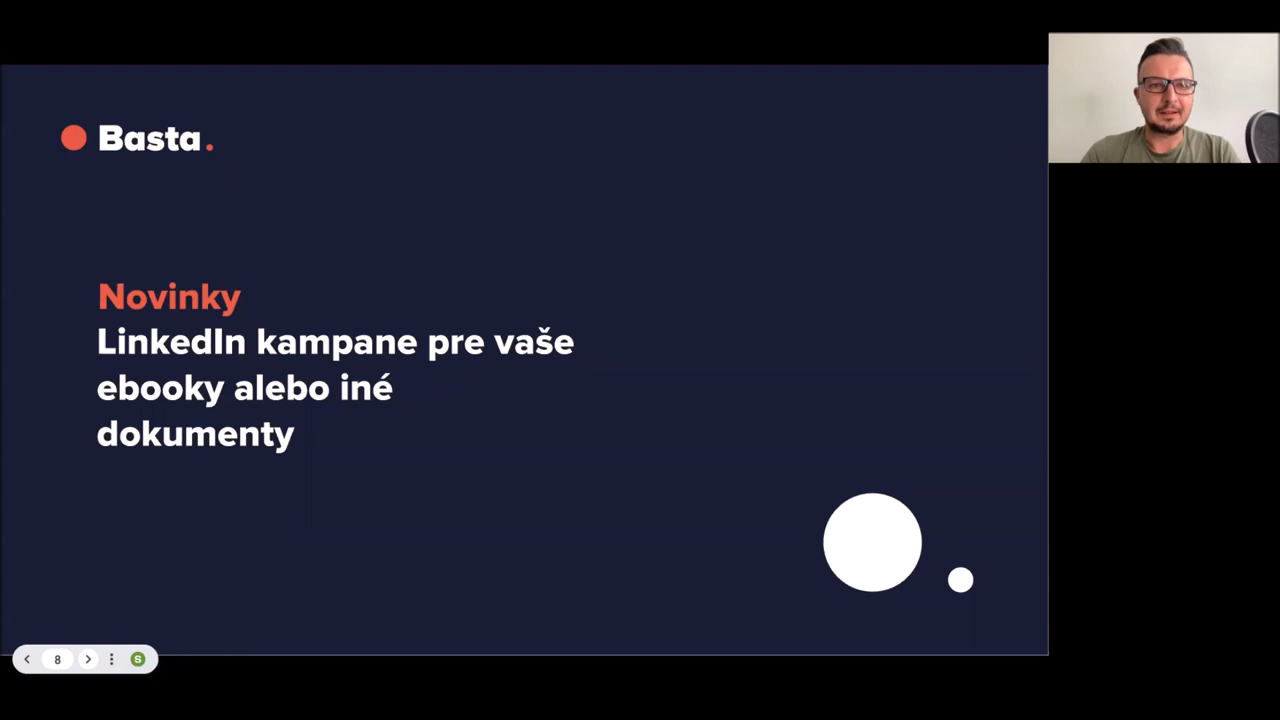 Basta.
Novinky
LinkedIn kampane pre vaše
ebooky alebo iné
dokumenty
8
S